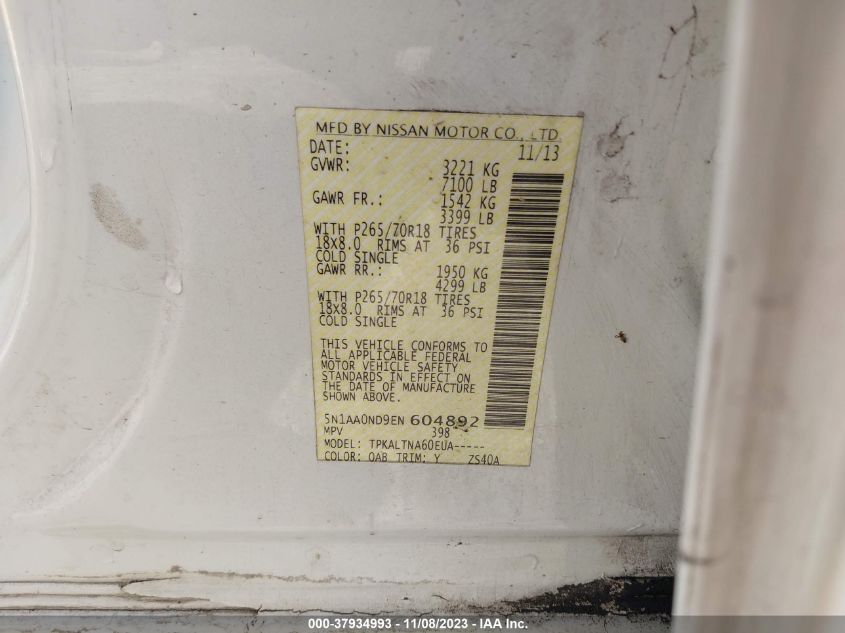 MFD BY NISSAN MOTOR CO., LTD.
DATE: 11/13
GVWR: 3221 KG
7100 LB
GAWR FR.: 1542 KG
3399 LB
WITH P265/70R18 TIRES
18x8.0 RIMS AT 36 PSI
COLD SINGLE
GAWR RR.: 1950 KG
4299 LB
WITH P265/70R18 TIRES
18x8.0 RIMS AT 36 PSI
COLD SINGLE
THIS VEHICLE CONFORMS TO
ALL APPLICABLE FEDERAL
MOTOR VEHICLE SAFETY
STANDARDS IN EFFECT ON
THE DATE OF MANUFACTURE
SHOWN ABOVE.
5N1AA0ND9EN 604892
MPV 398
MODEL: TPKALTNA60EUA-----
COLOR: QAB TRIM: Y ZS40A
000-37934993 - 11/08/2023 - US Inc.